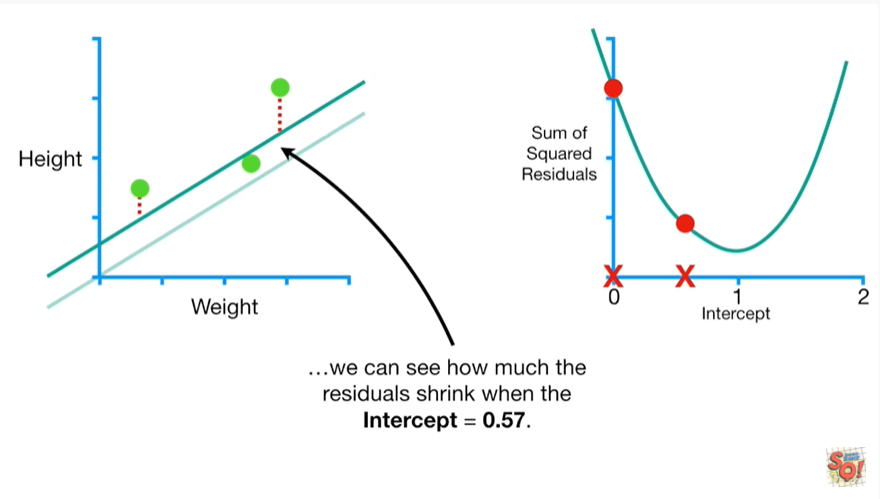 Height
Weight
Sum of
Squared
Residuals
X
X
0
1
2
Intercept
…we can see how much the
residuals shrink when the
Intercept = 0.57.
SQ!